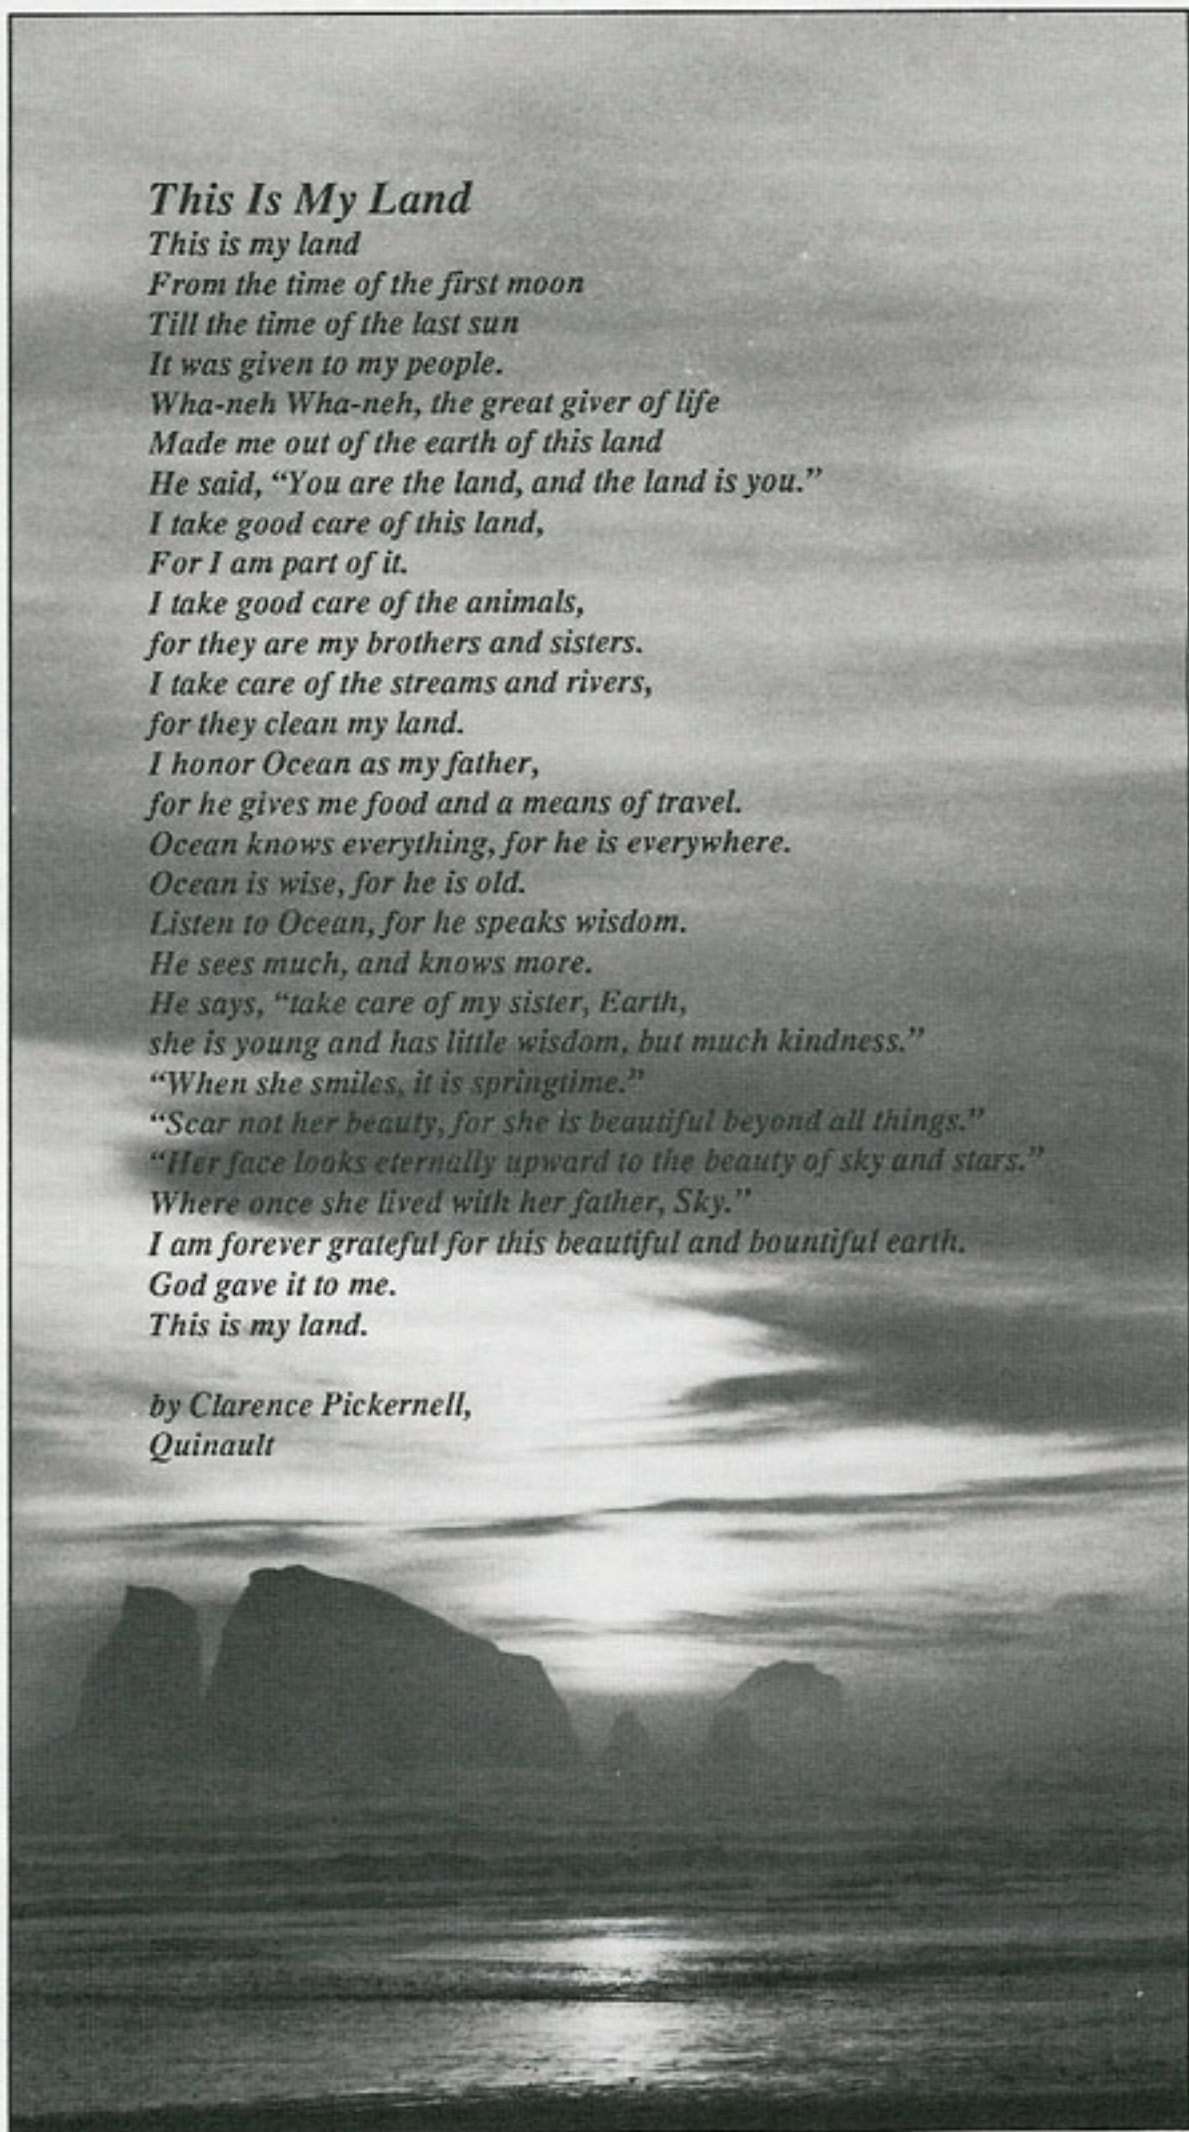 This Is My Land
This is my land
From the time of the first moon
Till the time of the last sun
It was given to my people.
Wha-neh Wha-neh, the great giver of life
Made me out of the earth of this land
He said, “You are the land, and the land is you.”
I take good care of this land,
For I am part of it.
I take good care of the animals,
for they are my brothers and sisters.
I take care of the streams and rivers,
for they clean my land.
I honor Ocean as my father,
for he gives me food and a means of travel.
Ocean knows everything, for he is everywhere.
Ocean is wise, for he is old.
Listen to Ocean, for he speaks wisdom.
He sees much, and knows more.
He says, “take care of my sister, Earth,
she is young and has little wisdom, but much kindness.”
“When she smiles, it is springtime.”
“Scar not her beauty, for she is beautiful beyond all things.”
“Her face looks eternally upward to the beauty of sky and stars.”
Where once she lived with her father, Sky.”
I am forever grateful for this beautiful and bountiful earth.
God gave it to me.
This is my land.
by Clarence Pickernell,
Quinault